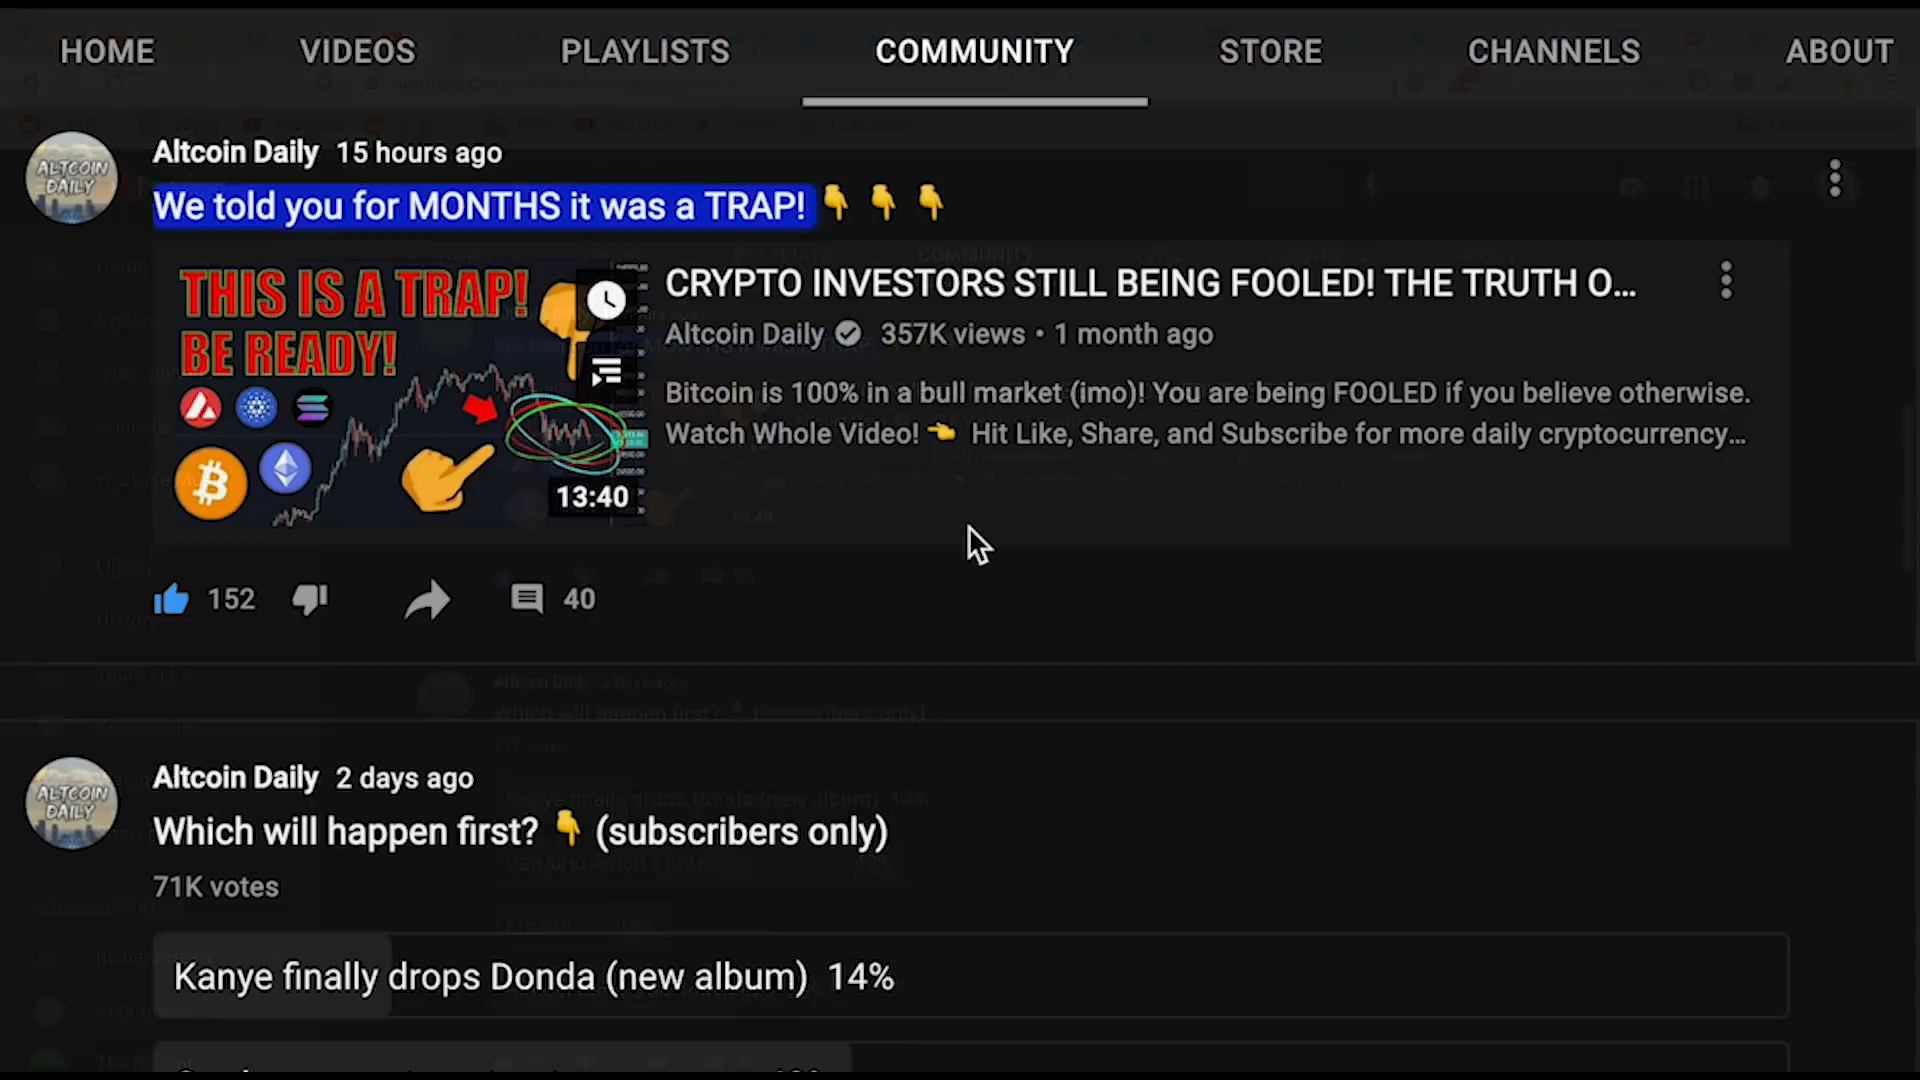 HOME VIDEOS PLAYLISTS COMMUNITY STORE CHANNELS ABOUT
ALTCOIN
DAILY
Altcoin Daily 15 hours ago
We told you for MONTHS it was a TRAP! 👇 👇 👇
THIS IS A TRAP!
BE READY!
13:40
CRYPTO INVESTORS STILL BEING FOOLED! THE TRUTH O...
Altcoin Daily 357K views • 1 month ago
Bitcoin is 100% in a bull market (imo)! You are being FOOLED if you believe otherwise.
Watch Whole Video! 👈 Hit Like, Share, and Subscribe for more daily cryptocurrency...
152 40
ALTCOIN
DAILY
Altcoin Daily 2 days ago
Which will happen first? 👇 (subscribers only)
71K votes
Kanye finally drops Donda (new album) 14%